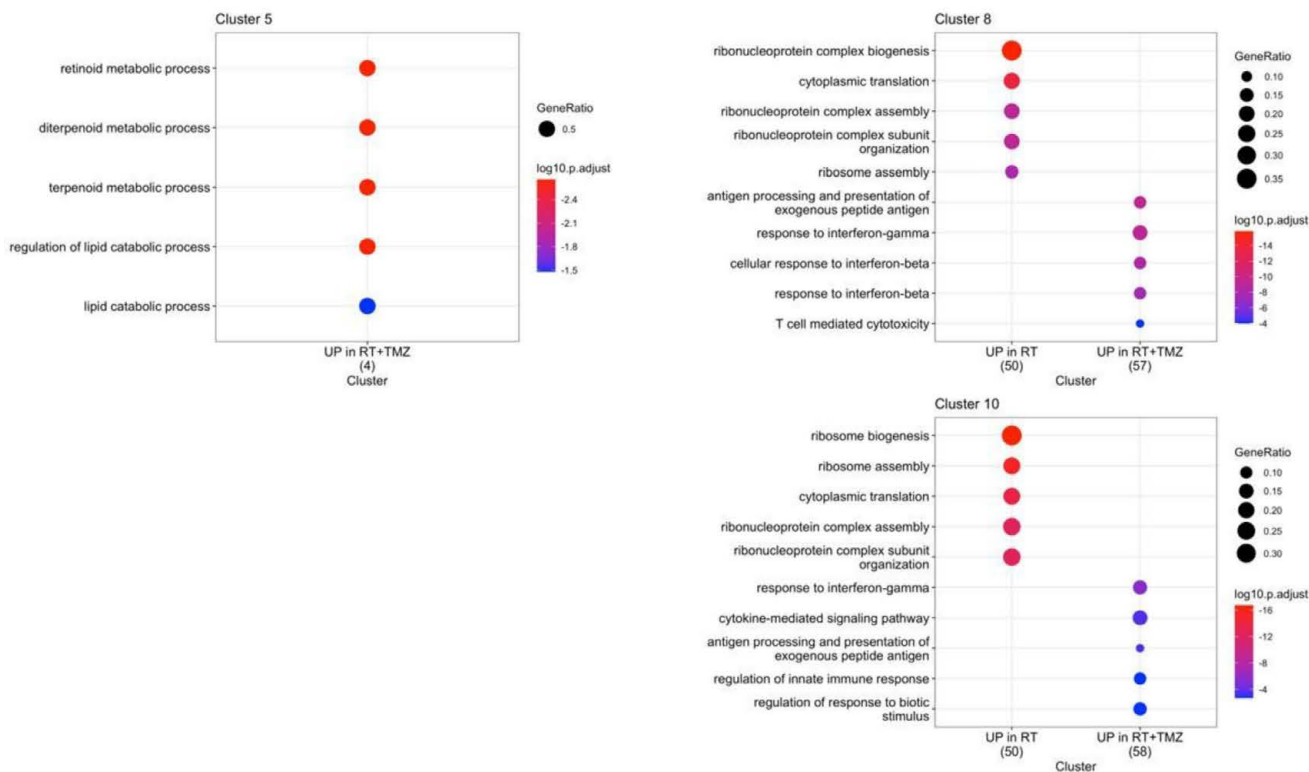 Cluster 5
retinoid metabolic process
diterpenoid metabolic process
terpenoid metabolic process
regulation of lipid catabolic process
lipid catabolic process
UP in RT+TMZ
(4)
Cluster
GeneRatio
0.5
log10.p.adjust
-2.4
-2.1
-1.8
-1.5
Cluster 8
ribonucleoprotein complex biogenesis
cytoplasmic translation
ribonucleoprotein complex assembly
ribonucleoprotein complex subunit
organization
ribosome assembly
antigen processing and presentation of
exogenous peptide antigen
response to interferon-gamma
cellular response to interferon-beta
response to interferon-beta
T cell mediated cytotoxicity
UP in RT
(50)
UP in RT+TMZ
(57)
Cluster
GeneRatio
0.10
0.15
0.20
0.25
0.30
0.35
log10.p.adjust
-14
-12
-10
-8
-6
-4
Cluster 10
ribosome biogenesis
ribosome assembly
cytoplasmic translation
ribonucleoprotein complex assembly
ribonucleoprotein complex subunit
organization
response to interferon-gamma
cytokine-mediated signaling pathway
antigen processing and presentation of
exogenous peptide antigen
regulation of innate immune response
regulation of response to biotic
stimulus
UP in RT
(50)
UP in RT+TMZ
(58)
Cluster
GeneRatio
0.10
0.15
0.20
0.25
0.30
log10.p.adjust
-16
-12
-8
-4